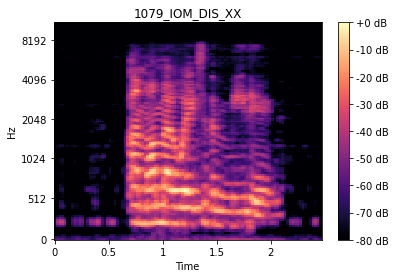 1079_IOM_DIS_XX
Hz
8192
4096
2048
1024
512
0
0
0.5
1
1.5
2
Time
+0 dB
-10 dB
-20 dB
-30 dB
-40 dB
-50 dB
-60 dB
-70 dB
-80 dB